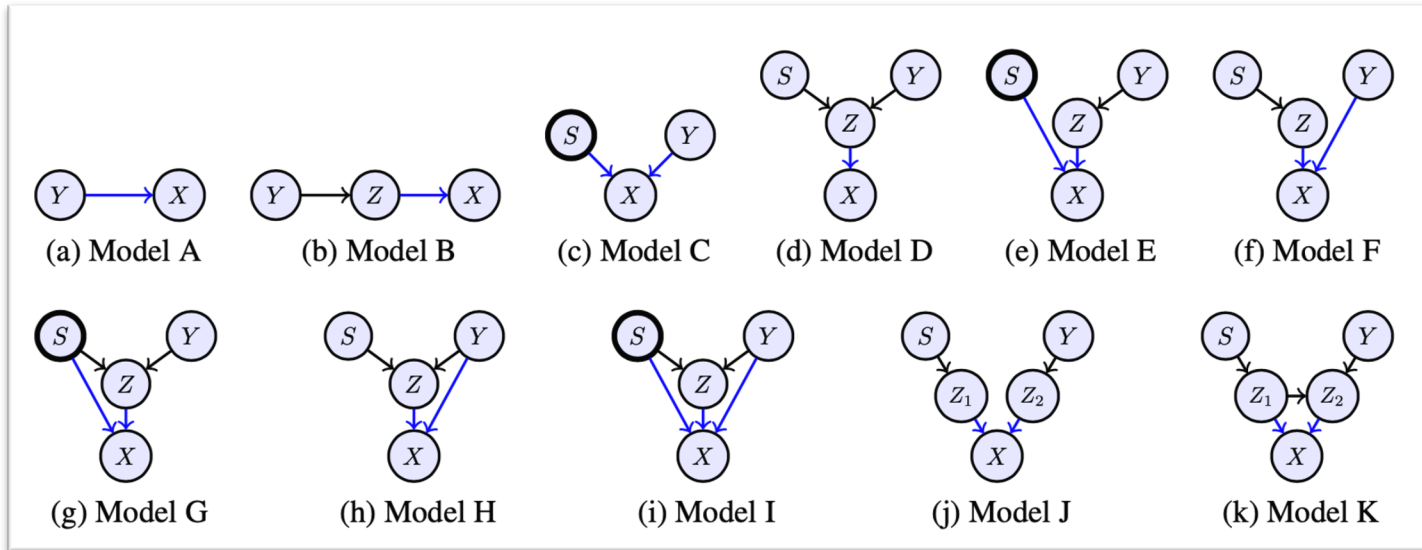 S Y S Y S Y
S Y Z Z Z
Y X Y Z X X X X X
(a) Model A (b) Model B (c) Model C (d) Model D (e) Model E (f) Model F
S Y S Y S Y S Y S Y
Z Z Z Z1 Z2 Z1 Z2
X X X X X
(g) Model G (h) Model H (i) Model I (j) Model J (k) Model K